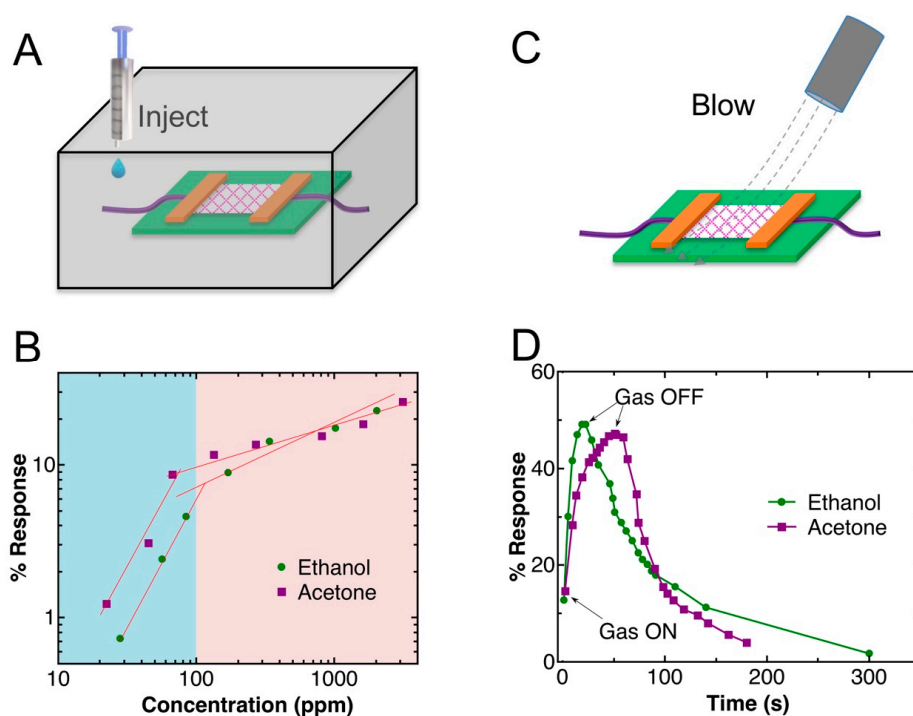 A
Inject
C
Blow
B
% Response
10
1
Ethanol
Acetone
10
100
1000
Concentration (ppm)
D
% Response
60
40
20
0
Gas OFF
Ethanol
Acetone
Gas ON
0
100
200
300
Time (s)